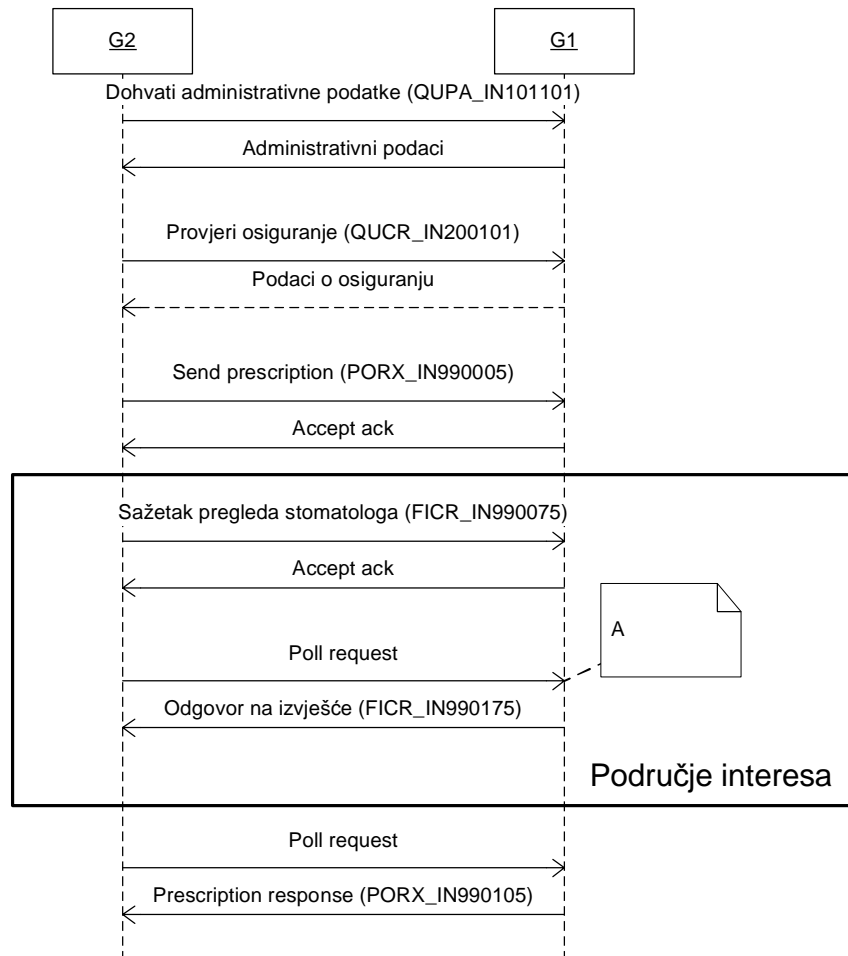 G2
G1
Dohvati administrativne podatke (QUPA_IN101101)
Administrativni podaci
Provjeri osiguranje (QUCR_IN200101)
Podaci o osiguranju
Send prescription (PORX_IN990005)
Accept ack
Sažetak pregleda stomatologa (FICR_IN990075)
Accept ack
A
Poll request
Odgovor na izvješće (FICR_IN990175)
Područje interesa
Poll request
Prescription response (PORX_IN990105)